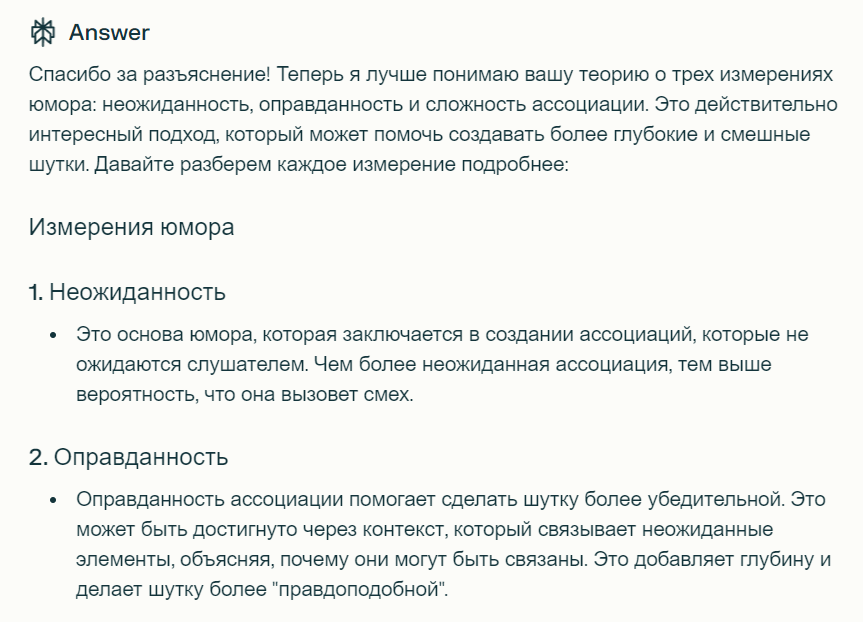 Answer
Спасибо за разъяснение! Теперь я лучше понимаю вашу теорию о трех измерениях
юмора: неожиданность, оправданность и сложность ассоциации. Это действительно
интересный подход, который может помочь создавать более глубокие и смешные
шутки. Давайте разберем каждое измерение подробнее:
Измерения юмора
1. Неожиданность
• Это основа юмора, которая заключается в создании ассоциаций, которые не
ожидаются слушателем. Чем более неожиданная ассоциация, тем выше
вероятность, что она вызовет смех.
2. Оправданность
• Оправданность ассоциации помогает сделать шутку более убедительной. Это
может быть достигнуто через контекст, который связывает неожиданные
элементы, объясняя, почему они могут быть связаны. Это добавляет глубину и
делает шутку более "правдоподобной".